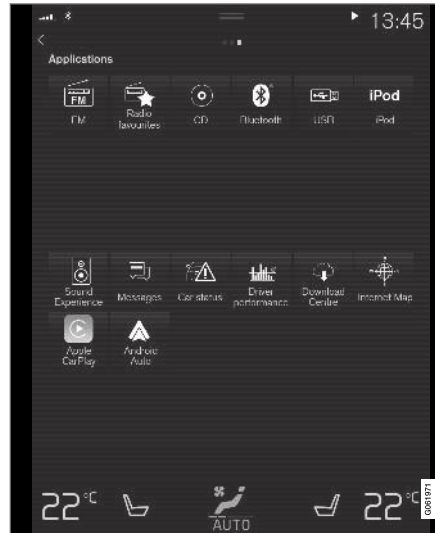 13:45
Applications
FM
iPod
FM
Radio
favourites
CD
Bluetooth
USB
iPod
Sound
Experience
Messages
Car status
Driver
performance
Download
Centre
Internet Map
Apple
CarPlay
Android
Auto
22°C
22°C
AUTO
G061971